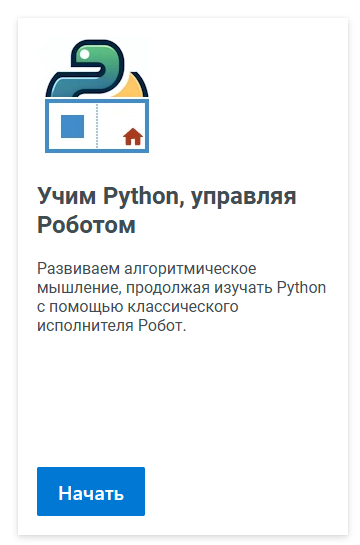 Учим Python, управляя
Роботом
Развиваем алгоритмическое
мышление, продолжая изучать Python
с помощью классического
исполнителя Робот.
Начать